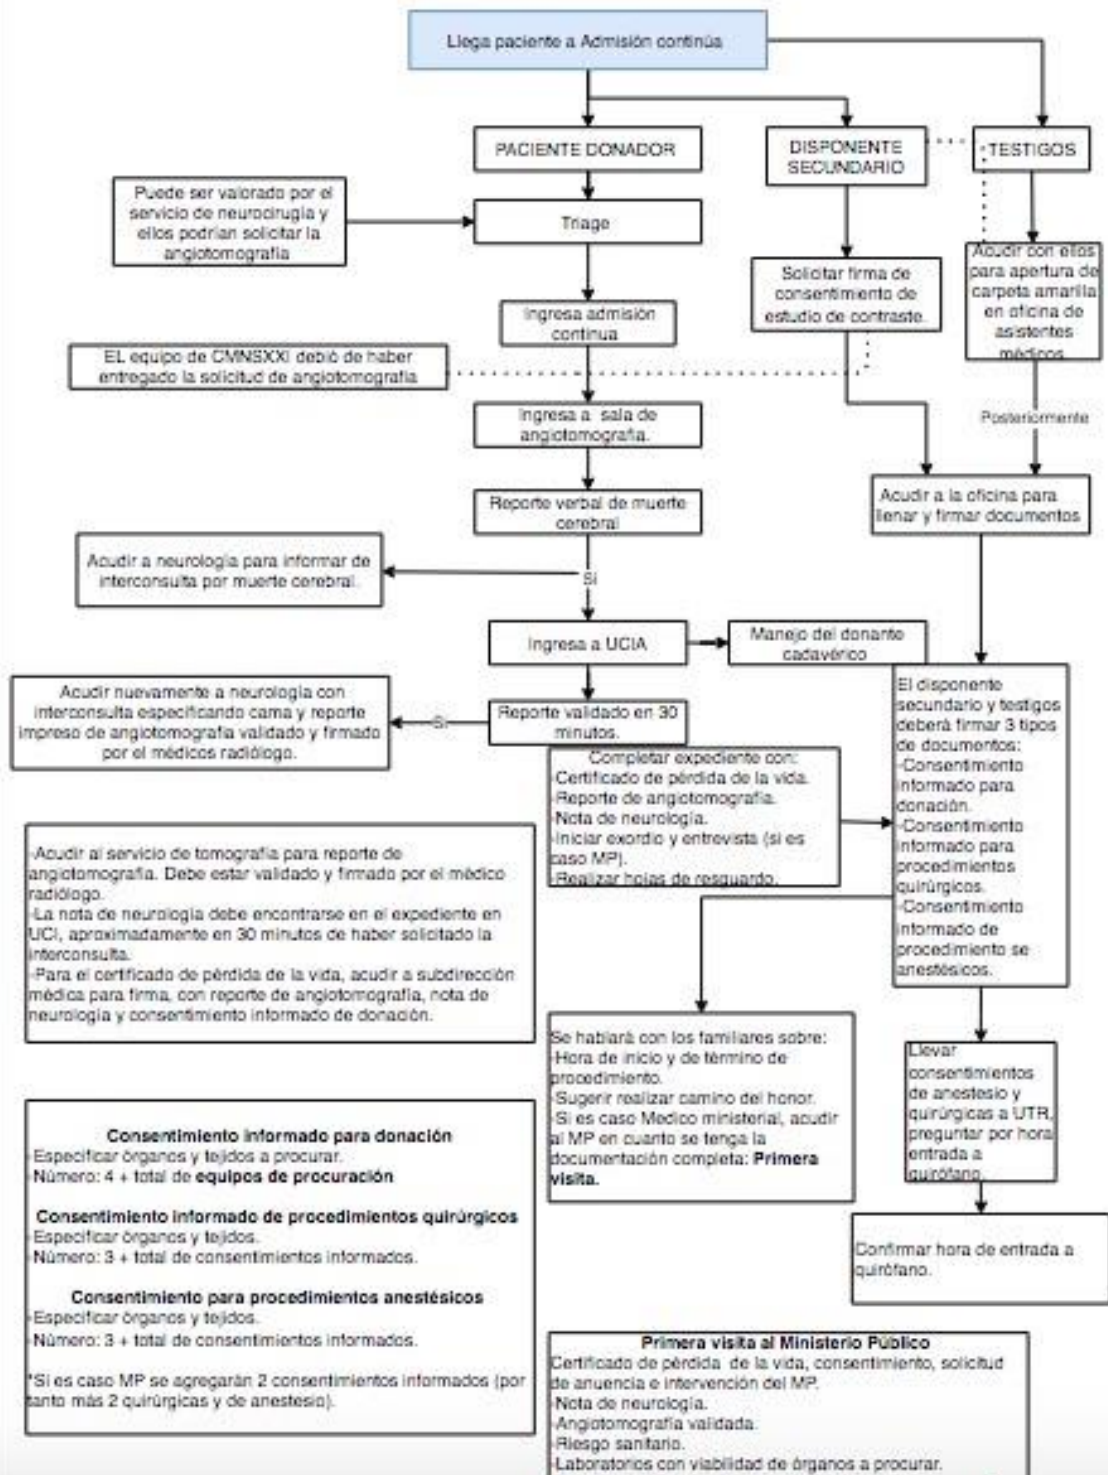 Llega paciente a Admisión continúa
PACIENTE DONADOR
DISPONENTE
SECUNDARIO
TESTIGOS
Puede ser valorado por el
servicio de neurocirugía y
ellos podrían solicitar la
angiotomografía
Triage
Solicitar firma de
consentimiento de
estudio de contraste.
Acudir con ellos
para apertura de
carpeta amarilla
en oficina de
asistentes
médicos.
Ingresa admisión
continua
EL equipo de CMNSXXI debió de haber
entregado la solicitud de angiotomografía
Ingresa a sala de
angiotomografía.
Posteriormente
Reporte verbal de muerte
cerebral
Acudir a la oficina para
llenar y firmar documentos
Acudir a neurología para informar de
interconsulta por muerte cerebral.
Si
Ingresa a UCIA
Manejo del donante
cadavérico
Acudir nuevamente a neurología con
interconsulta especificando cama y reporte
impreso de angiotomografía validado y firmado
por el médicos radiólogo.
Si
Reporte validado en 30
minutos.
El disponente
secundario y testigos
deberá firmar 3 tipos
de documentos:
-Consentimiento
informado para
donación.
-Consentimiento
informado para
procedimientos
quirúrgicos.
-Consentimiento
informado de
procedimiento se
anestésicos.
Completar expediente con:
-Certificado de pérdida de la vida.
-Reporte de angiotomografía.
-Nota de neurología.
-Iniciar exordio y entrevista (si es
caso MP).
-Realizar hojas de resguardo.
-Acudir al servicio de tomografía para reporte de
angiotomografía. Debe estar validado y firmado por el médico
radiólogo.
-La nota de neurología debe encontrarse en el expediente en
UCI, aproximadamente en 30 minutos de haber solicitado la
interconsulta.
-Para el certificado de pérdida de la vida, acudir a subdirección
médica para firma, con reporte de angiotomografía, nota de
neurología y consentimiento informado de donación.
Se hablará con los familiares sobre:
-Hora de inicio y de término de
procedimiento.
-Sugerir realizar camino del honor.
-Si es caso Medico ministerial, acudir
al MP en cuanto se tenga la
documentación completa: Primera
visita.
Llevar
consentimientos
de anestesio y
quirúrgicas a UTR,
preguntar por hora
entrada a
quirófano.
Confirmar hora de entrada a
quirófano.
Consentimiento informado para donación
-Especificar órganos y tejidos a procurar.
-Número: 4 + total de equipos de procuración
Consentimiento informado de procedimientos quirúrgicos
-Especificar órganos y tejidos.
-Número: 3 + total de consentimientos informados.
Consentimiento para procedimientos anestésicos
-Especificar órganos y tejidos.
-Número: 3 + total de consentimientos informados.
*Si es caso MP se agregarán 2 consentimientos informados (por
tanto más 2 quirúrgicas y de anestesio).
Primera visita al Ministerio Público
Certificado de pérdida de la vida, consentimiento, solicitud
de anuencia e intervención del MP.
-Nota de neurología.
-Angiotomografía validada.
-Riesgo sanitario.
-Laboratorios con viabilidad de órganos a procurar.